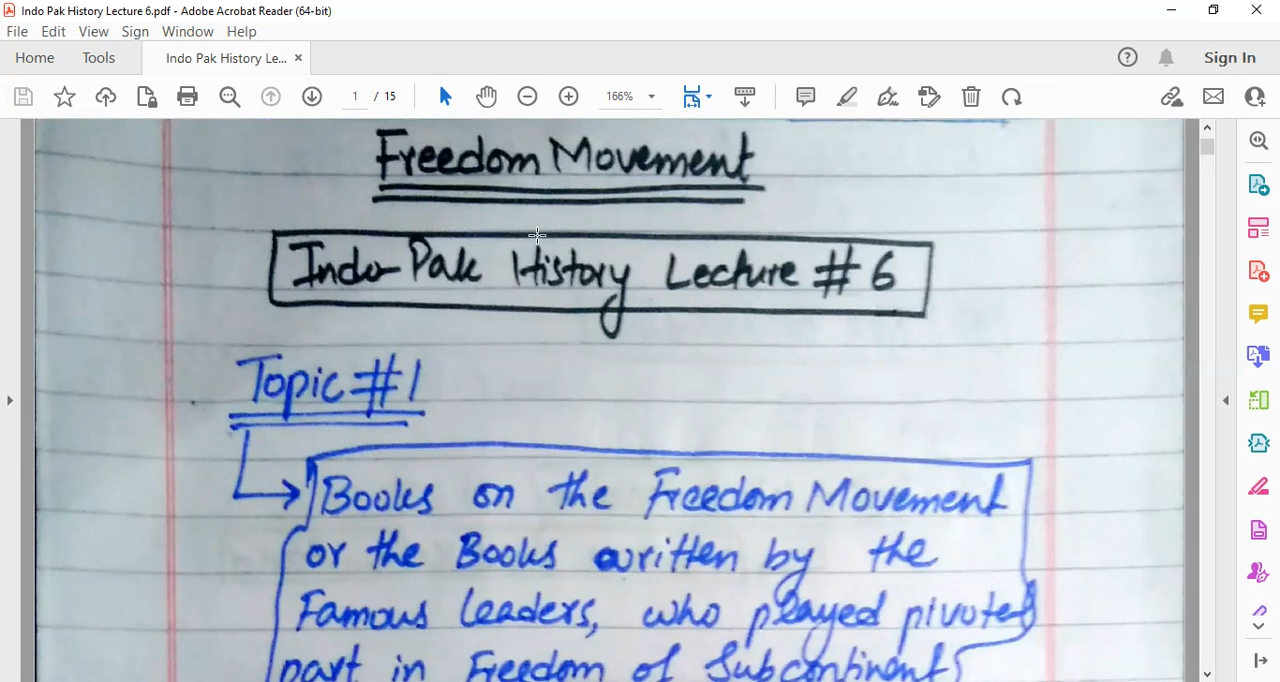 Indo Pak History Lecture 6.pdf - Adobe Acrobat Reader (64-bit)
File Edit View Sign Window Help
Home Tools Indo Pak History Le... × Sign In
1 / 15 166%
Freedom Movement
Indo-Pak History Lecture # 6
Topic #1
Books on the Freedom Movement
or the Books written by the
Famous leaders, who played pivotal
part in Freedom of Subcontinent